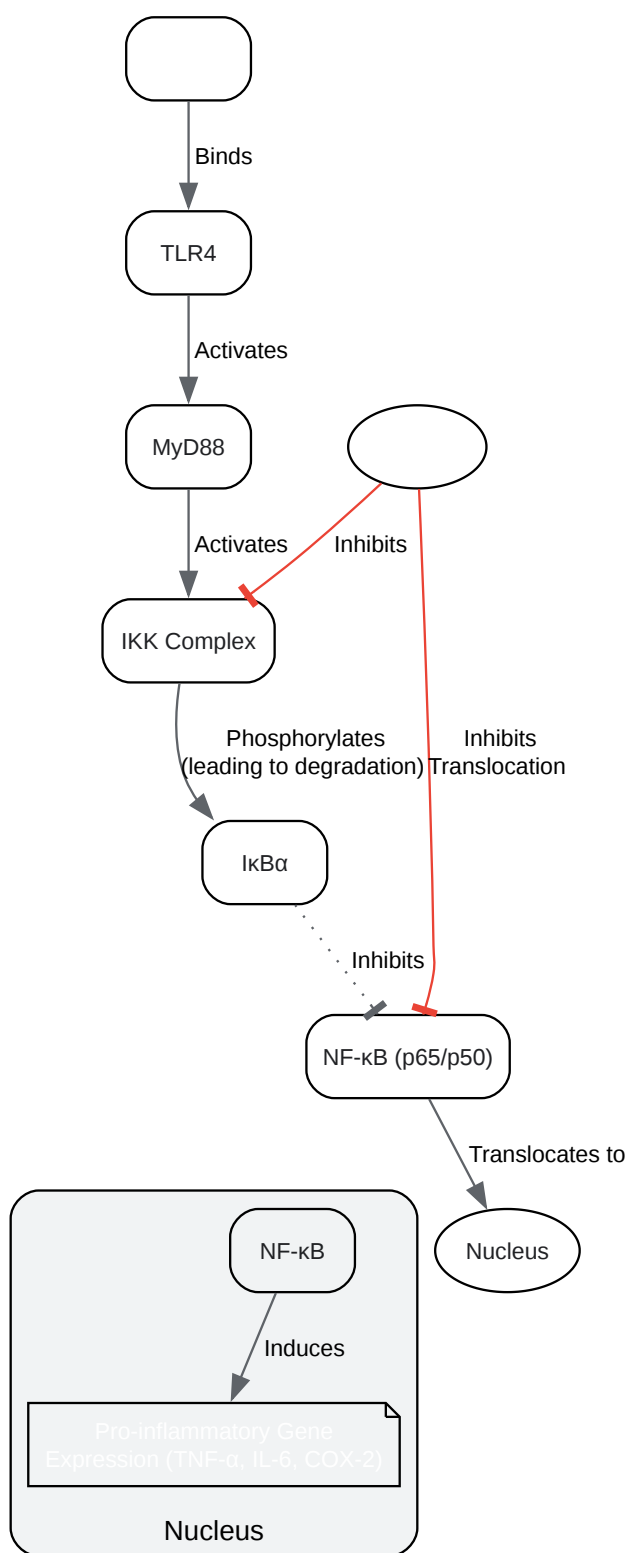 Binds
TLR4
Activates
MyD88
Activates
Inhibits
IKK Complex
Phosphorylates
(leading to degradation)
Inhibits
Translocation
IκBα
Inhibits
NF-κB (p65/p50)
Translocates to
NF-κB
Nucleus
Induces
Pro-inflammatory Gene
Expression (TNF-α, IL-6, COX-2)
Nucleus